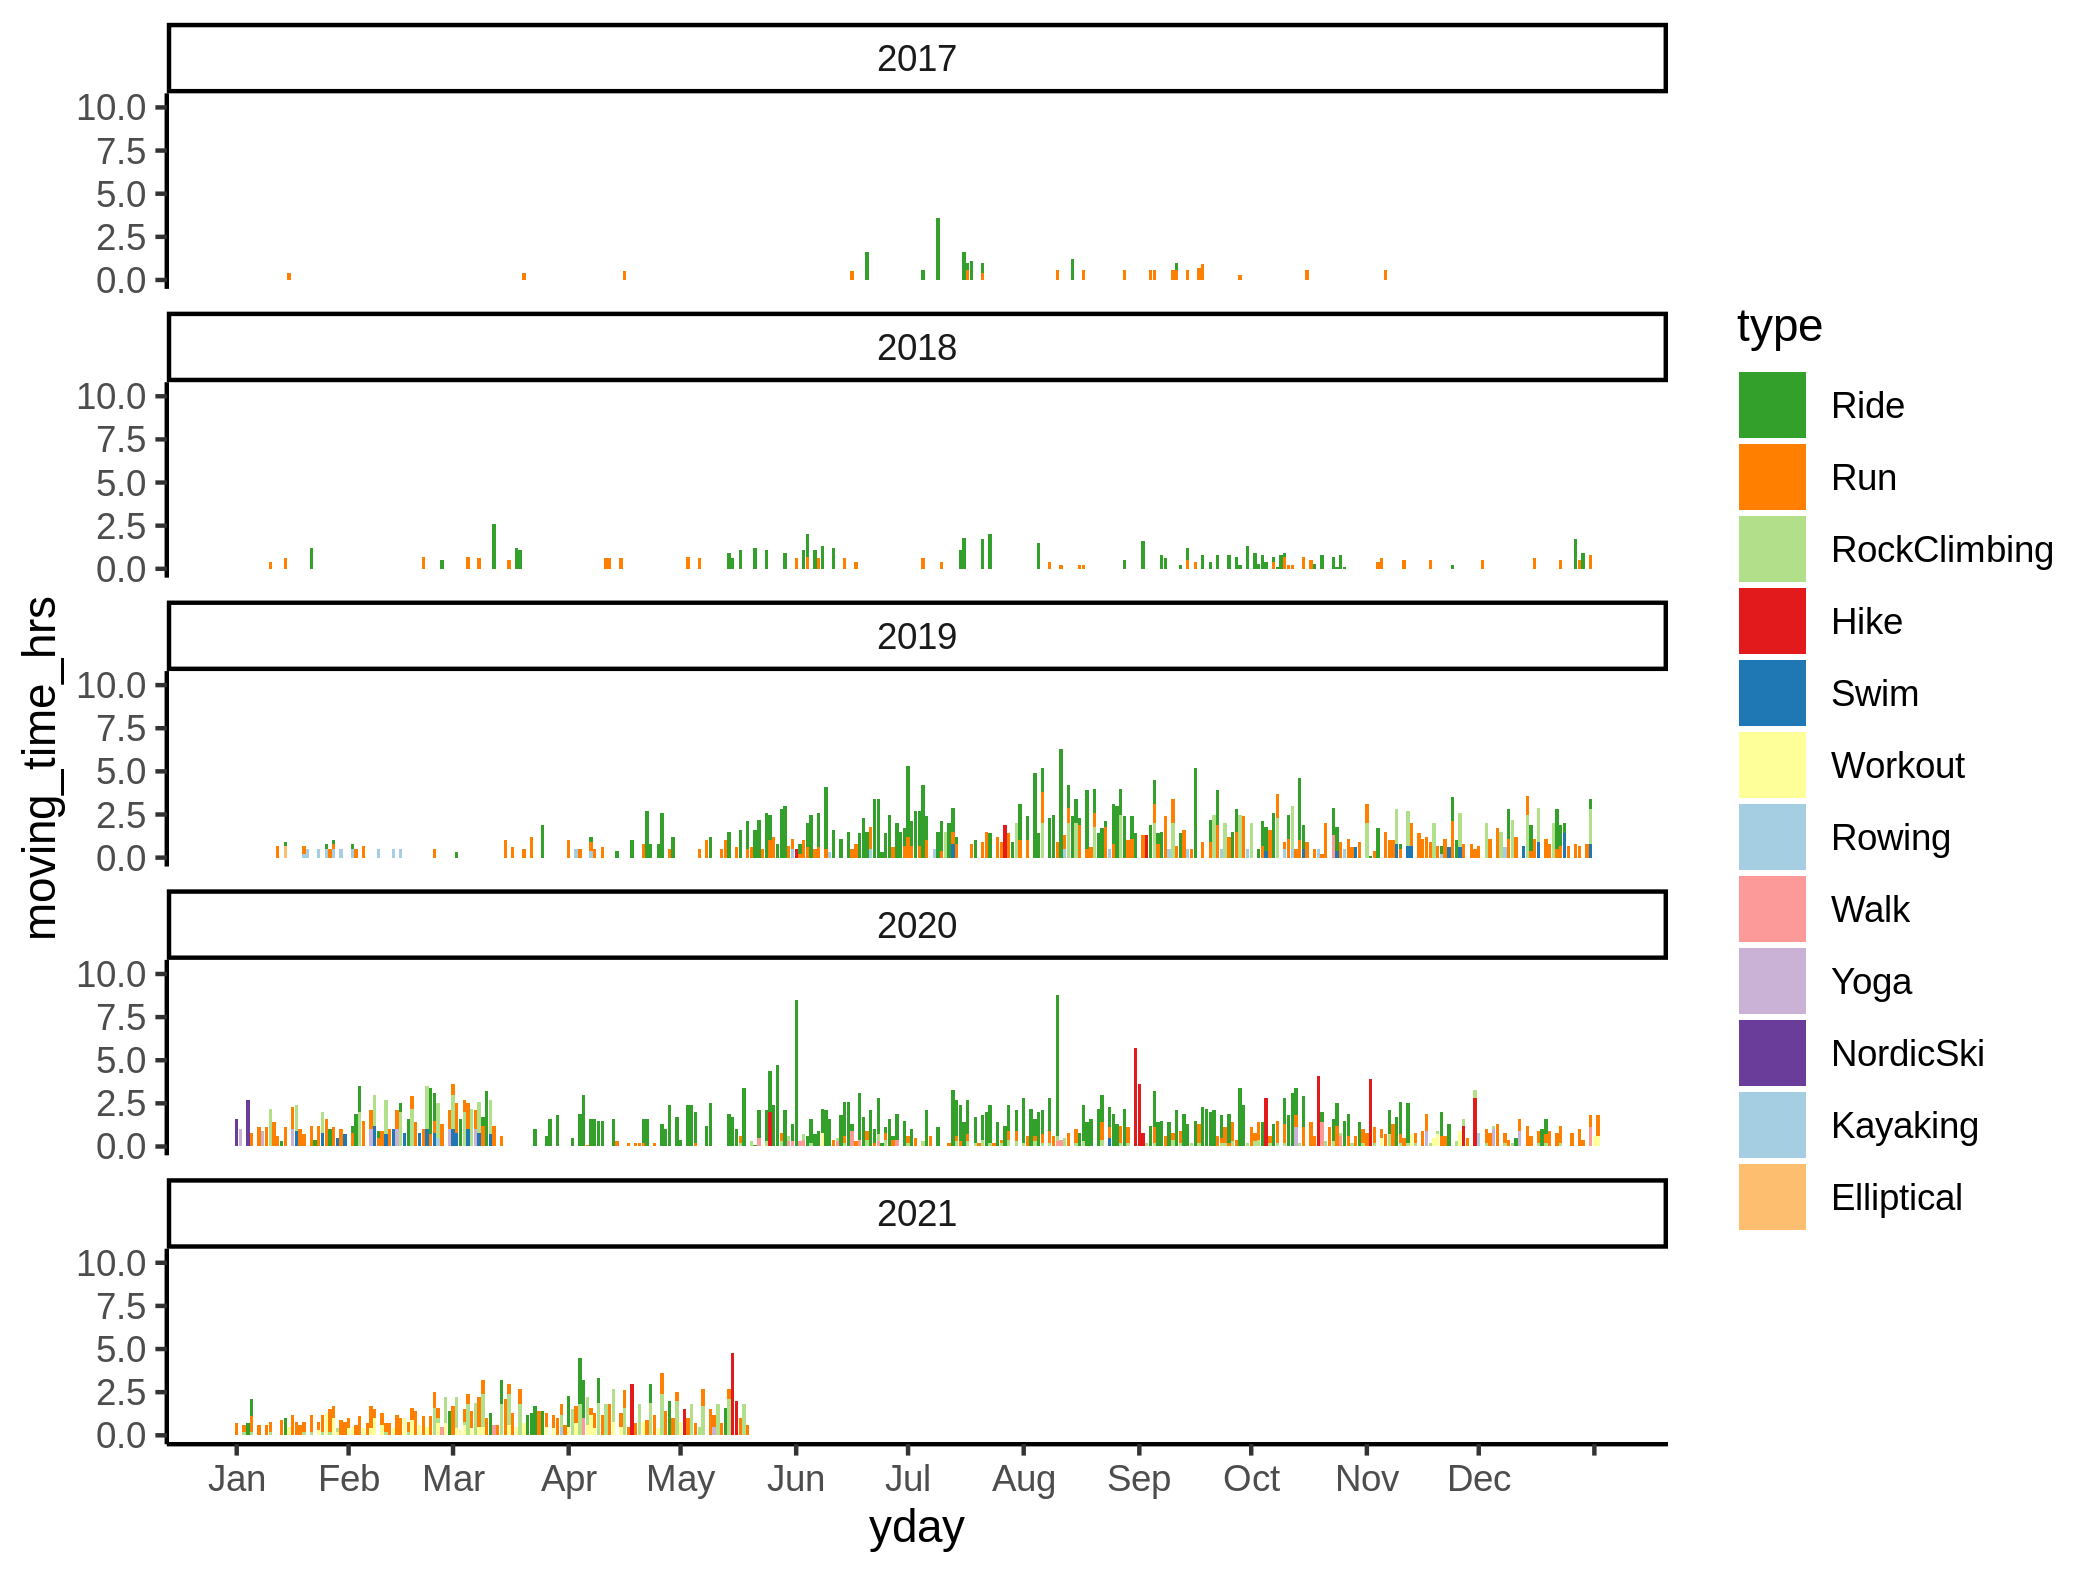 2017
10.0
7.5
5.0
2.5
0.0
2018
10.0
7.5
5.0
2.5
0.0
2019
10.0
7.5
5.0
2.5
0.0
2020
10.0
7.5
5.0
2.5
0.0
2021
10.0
7.5
5.0
2.5
0.0
Jan Feb Mar Apr May Jun Jul Aug Sep Oct Nov Dec
yday
moving_time_hrs
type
Ride
Run
RockClimbing
Hike
Swim
Workout
Rowing
Walk
Yoga
NordicSki
Kayaking
Elliptical